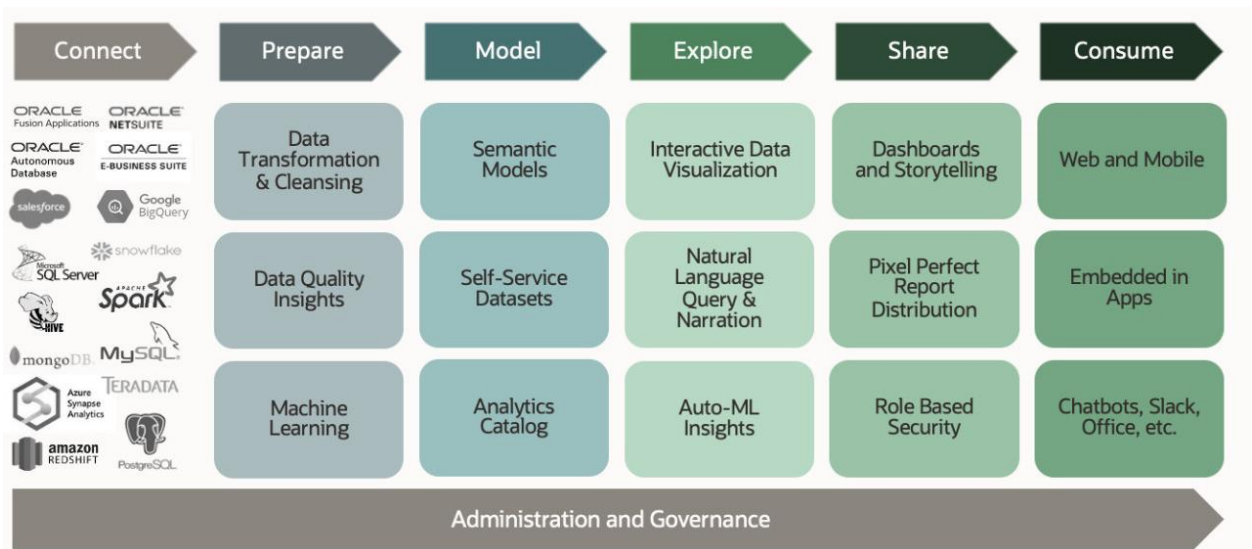 Connect
Prepare
Model
Explore
Share
Consume
ORACLE
Fusion Applications
ORACLE
NETSUITE
ORACLE
Autonomous
Database
ORACLE
E-BUSINESS SUITE
salesforce
Google
BigQuery
Microsoft
SQL Server
snowflake
HIVE
APACHE
Spark
mongoDB
MySQL
Azure
Synapse
Analytics
TERADATA
amazon
REDSHIFT
PostgreSQL
Data
Transformation
& Cleansing
Semantic
Models
Interactive Data
Visualization
Dashboards
and Storytelling
Web and Mobile
Data Quality
Insights
Self-Service
Datasets
Natural
Language
Query &
Narration
Pixel Perfect
Report
Distribution
Embedded in
Apps
Machine
Learning
Analytics
Catalog
Auto-ML
Insights
Role Based
Security
Chatbots, Slack,
Office, etc.
Administration and Governance